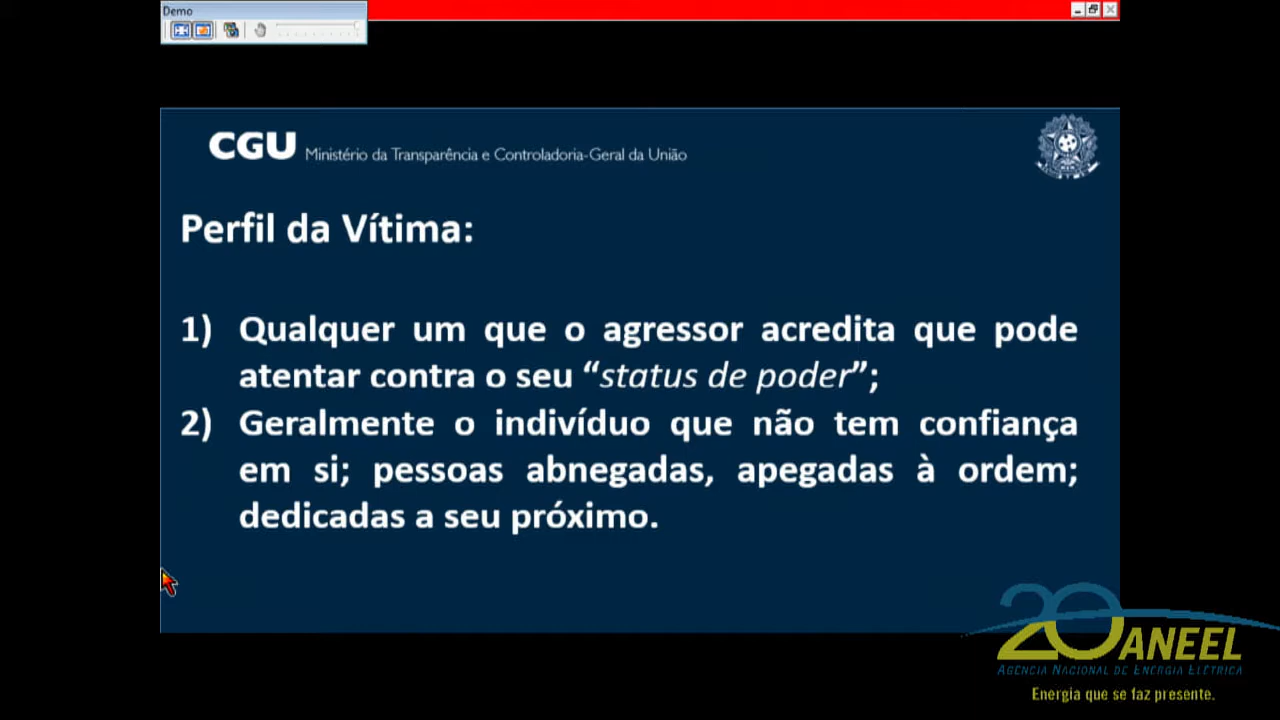 Demo
CGU Ministério da Transparência e Controladoria-Geral da União
Perfil da Vítima:
1) Qualquer um que o agressor acredita que pode
atentar contra o seu “status de poder”;
2) Geralmente o indivíduo que não tem confiança
em si; pessoas abnegadas, apegadas à ordem;
dedicadas a seu próximo.
20 ANEEL
AGÊNCIA NACIONAL DE ENERGIA ELÉTRICA
Energia que se faz presente.